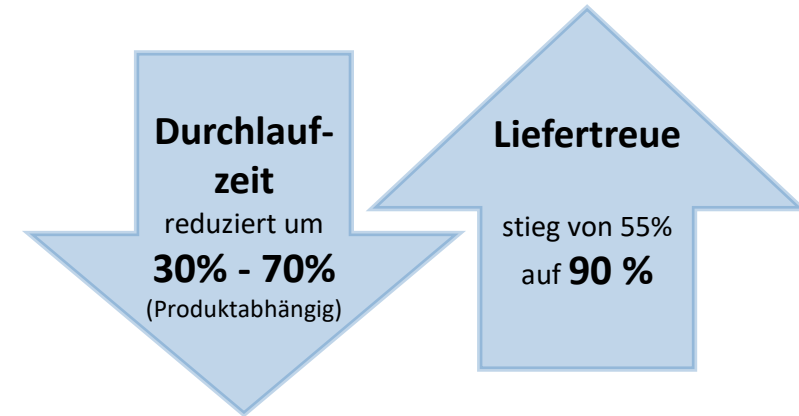 Durchlauf-
zeit
reduziert um
30% - 70%
(Produktabhängig)
Liefertreue
stieg von 55%
auf 90 %